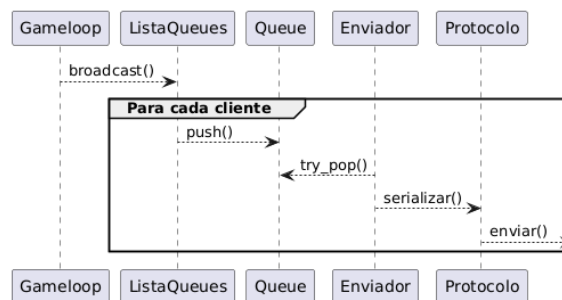 Gameloop ListaQueues Queue Enviador Protocolo
broadcast()
Para cada cliente
push()
try_pop()
serializar()
enviar()
Gameloop ListaQueues Queue Enviador Protocolo